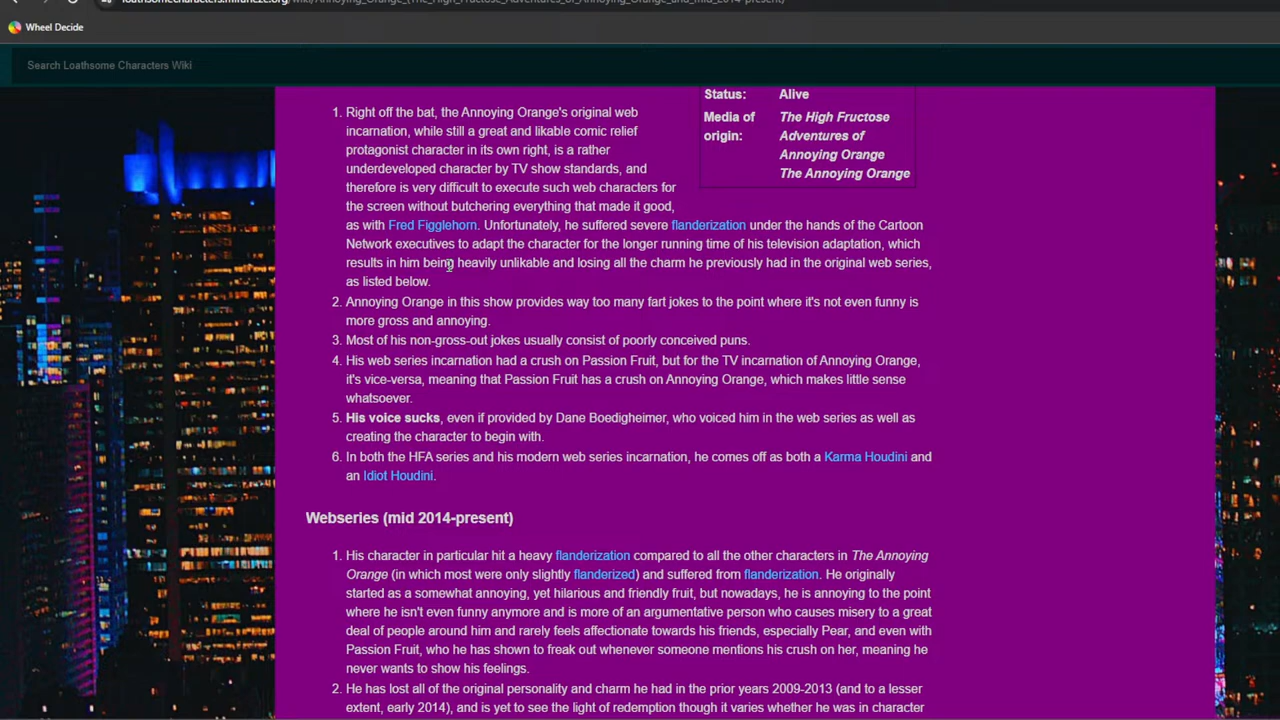 Wheel Decide
Search Loathsome Characters Wiki
Status: Alive
Media of origin: The High Fructose
Adventures of
Annoying Orange
The Annoying Orange
1. Right off the bat, the Annoying Orange's original web
incarnation, while still a great and likable comic relief
protagonist character in its own right, is a rather
underdeveloped character by TV show standards, and
therefore is very difficult to execute such web characters for
the screen without butchering everything that made it good,
as with Fred Figglehorn. Unfortunately, he suffered severe flanderization under the hands of the Cartoon
Network executives to adapt the character for the longer running time of his television adaptation, which
results in him being heavily unlikable and losing all the charm he previously had in the original web series,
as listed below.
2. Annoying Orange in this show provides way too many fart jokes to the point where it's not even funny is
more gross and annoying.
3. Most of his non-gross-out jokes usually consist of poorly conceived puns.
4. His web series incarnation had a crush on Passion Fruit, but for the TV incarnation of Annoying Orange,
it's vice-versa, meaning that Passion Fruit has a crush on Annoying Orange, which makes little sense
whatsoever.
5. His voice sucks, even if provided by Dane Boedigheimer, who voiced him in the web series as well as
creating the character to begin with.
6. In both the HFA series and his modern web series incarnation, he comes off as both a Karma Houdini and
an Idiot Houdini.
Webseries (mid 2014-present)
1. His character in particular hit a heavy flanderization compared to all the other characters in The Annoying
Orange (in which most were only slightly flanderized) and suffered from flanderization. He originally
started as a somewhat annoying, yet hilarious and friendly fruit, but nowadays, he is annoying to the point
where he isn't even funny anymore and is more of an argumentative person who causes misery to a great
deal of people around him and rarely feels affectionate towards his friends, especially Pear, and even with
Passion Fruit, who he has shown to freak out whenever someone mentions his crush on her, meaning he
never wants to show his feelings.
2. He has lost all of the original personality and charm he had in the prior years 2009-2013 (and to a lesser
extent, early 2014), and is yet to see the light of redemption though it varies whether he was in character